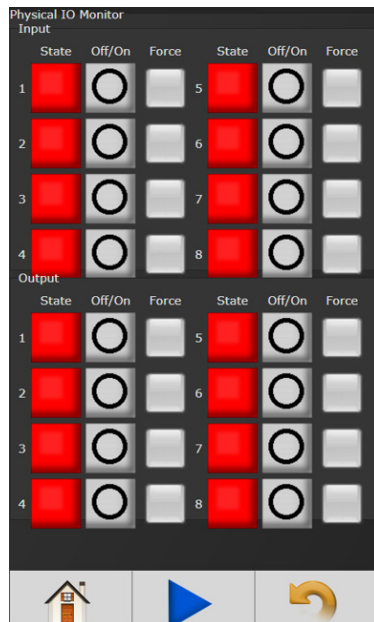 Physical IO Monitor
Input
State Off/On Force State Off/On Force
1 5
2 6
3 7
4 8
Output
State Off/On Force State Off/On Force
1 5
2 6
3 7
4 8